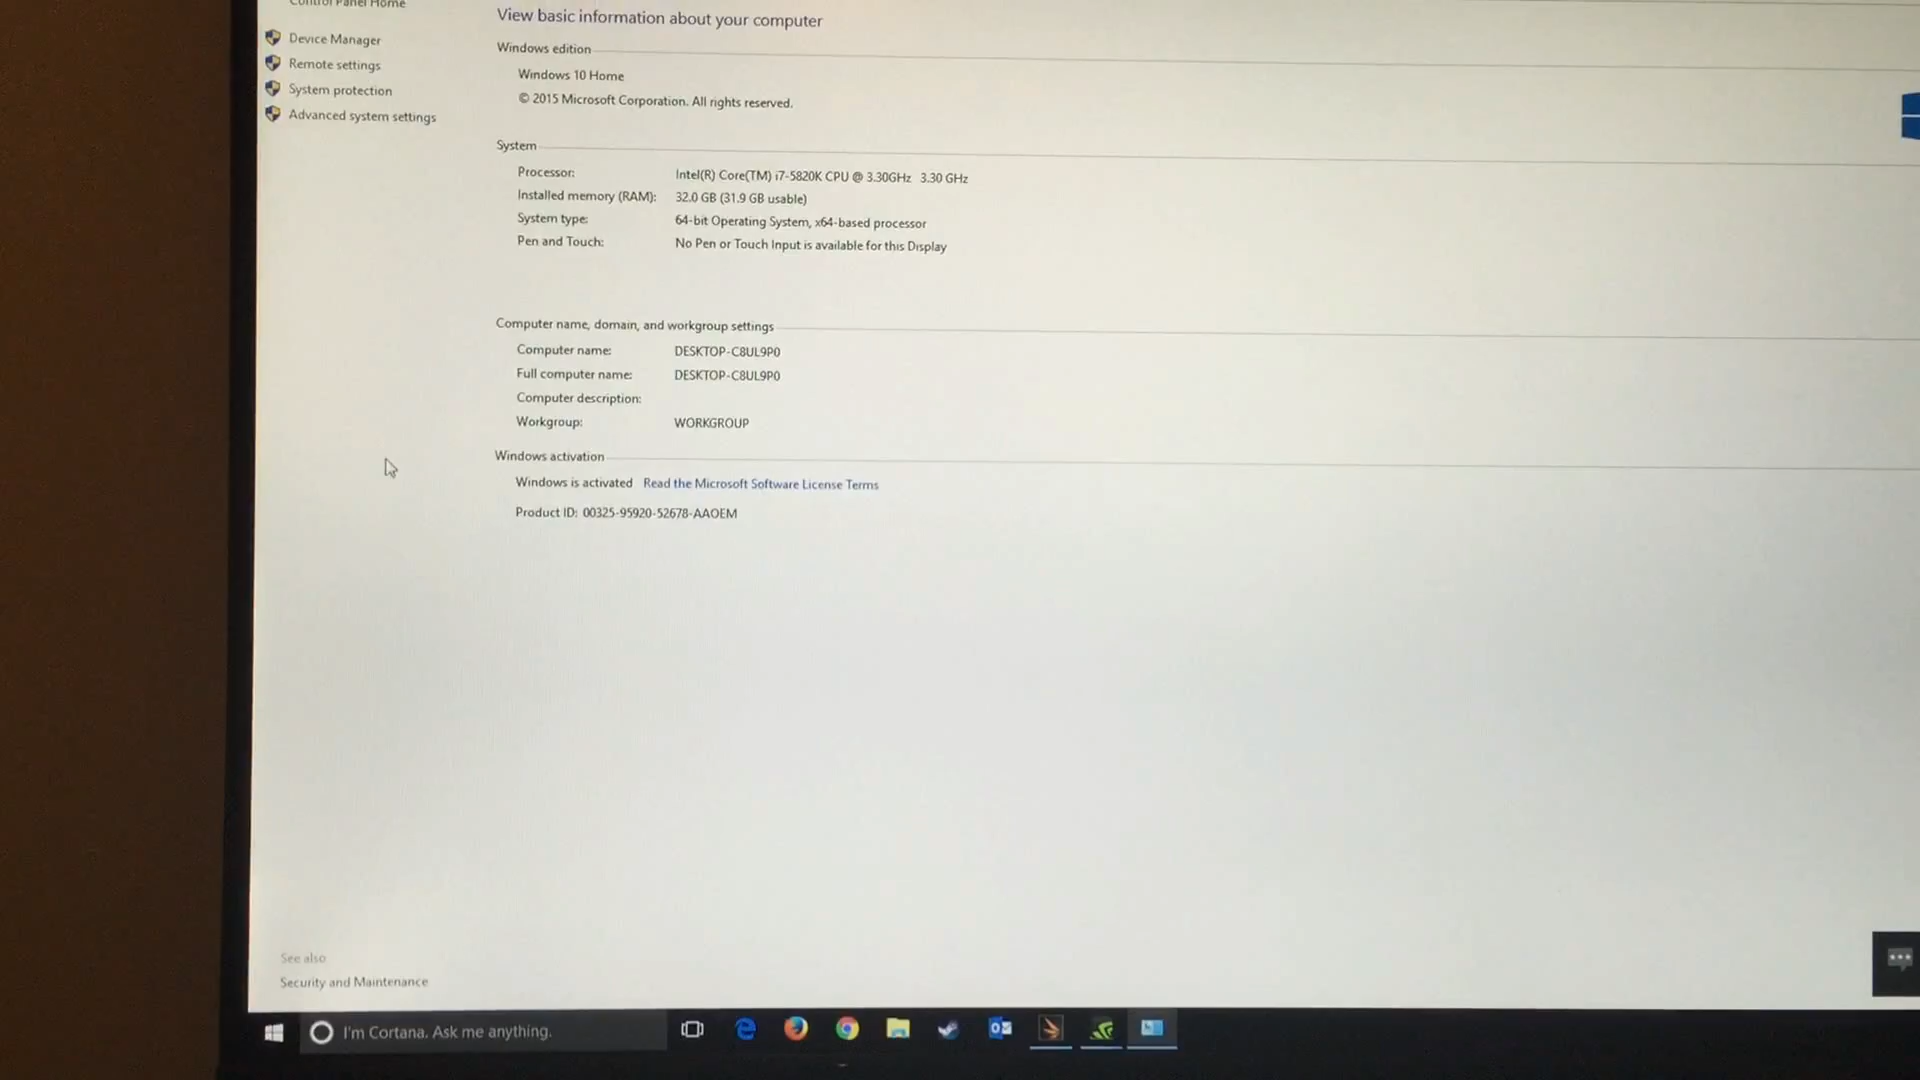 Control Panel Home
Device Manager
Remote settings
System protection
Advanced system settings
View basic information about your computer
Windows edition
Windows 10 Home
© 2015 Microsoft Corporation. All rights reserved.
System
Processor: Intel(R) Core(TM) i7-5820K CPU @ 3.30GHz 3.30 GHz
Installed memory (RAM): 32.0 GB (31.9 GB usable)
System type: 64-bit Operating System, x64-based processor
Pen and Touch: No Pen or Touch Input is available for this Display
Computer name, domain, and workgroup settings
Computer name: DESKTOP-C8UL9P0
Full computer name: DESKTOP-C8UL9P0
Computer description:
Workgroup: WORKGROUP
Windows activation
Windows is activated Read the Microsoft Software License Terms
Product ID: 00325-95920-52678-AAOEM
See also
Security and Maintenance
I'm Cortana. Ask me anything.